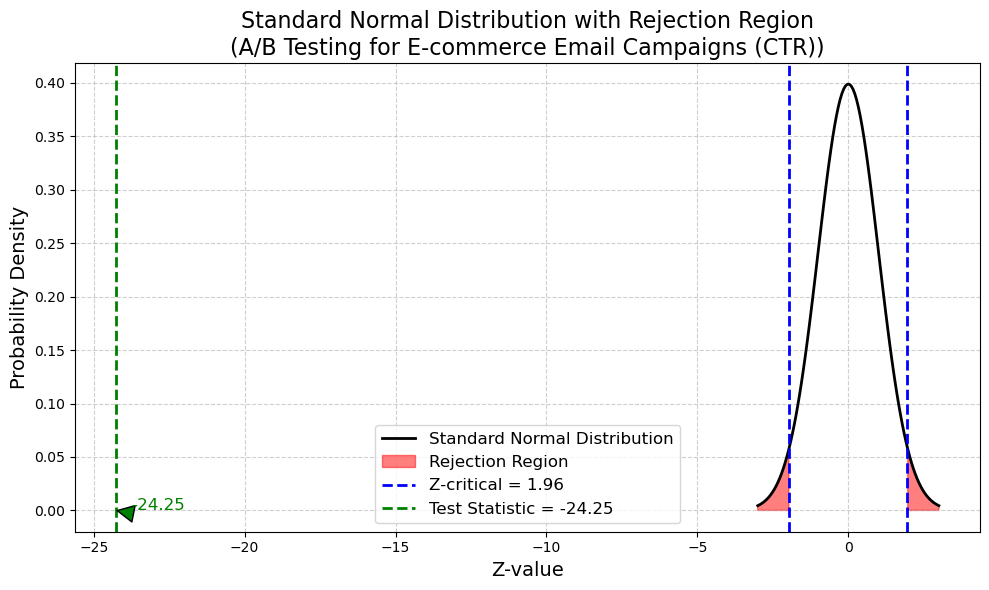 Standard Normal Distribution with Rejection Region
(A/B Testing for E-commerce Email Campaigns (CTR))
Probability Density
0.40
0.35
0.30
0.25
0.20
0.15
0.10
0.05
0.00
-24.25
Standard Normal Distribution
Rejection Region
Z-critical = 1.96
Test Statistic = -24.25
−25
−20
−15
−10
−5
0
Z-value